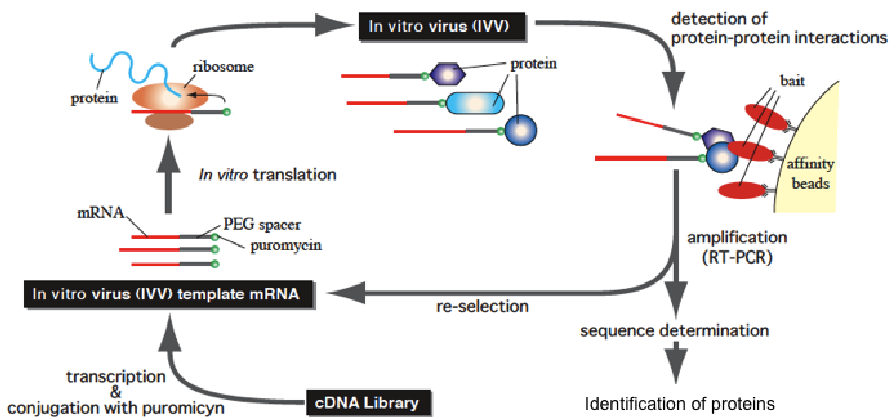 In vitro virus (IVV)
detection of
protein-protein interactions
ribosome
protein
protein
bait
affinity
beads
In vitro translation
mRNA
PEG spacer
puromycin
amplification
(RT-PCR)
In vitro virus (IVV) template mRNA
re-selection
sequence determination
transcription
&
conjugation with puromicyn
cDNA Library
Identification of proteins